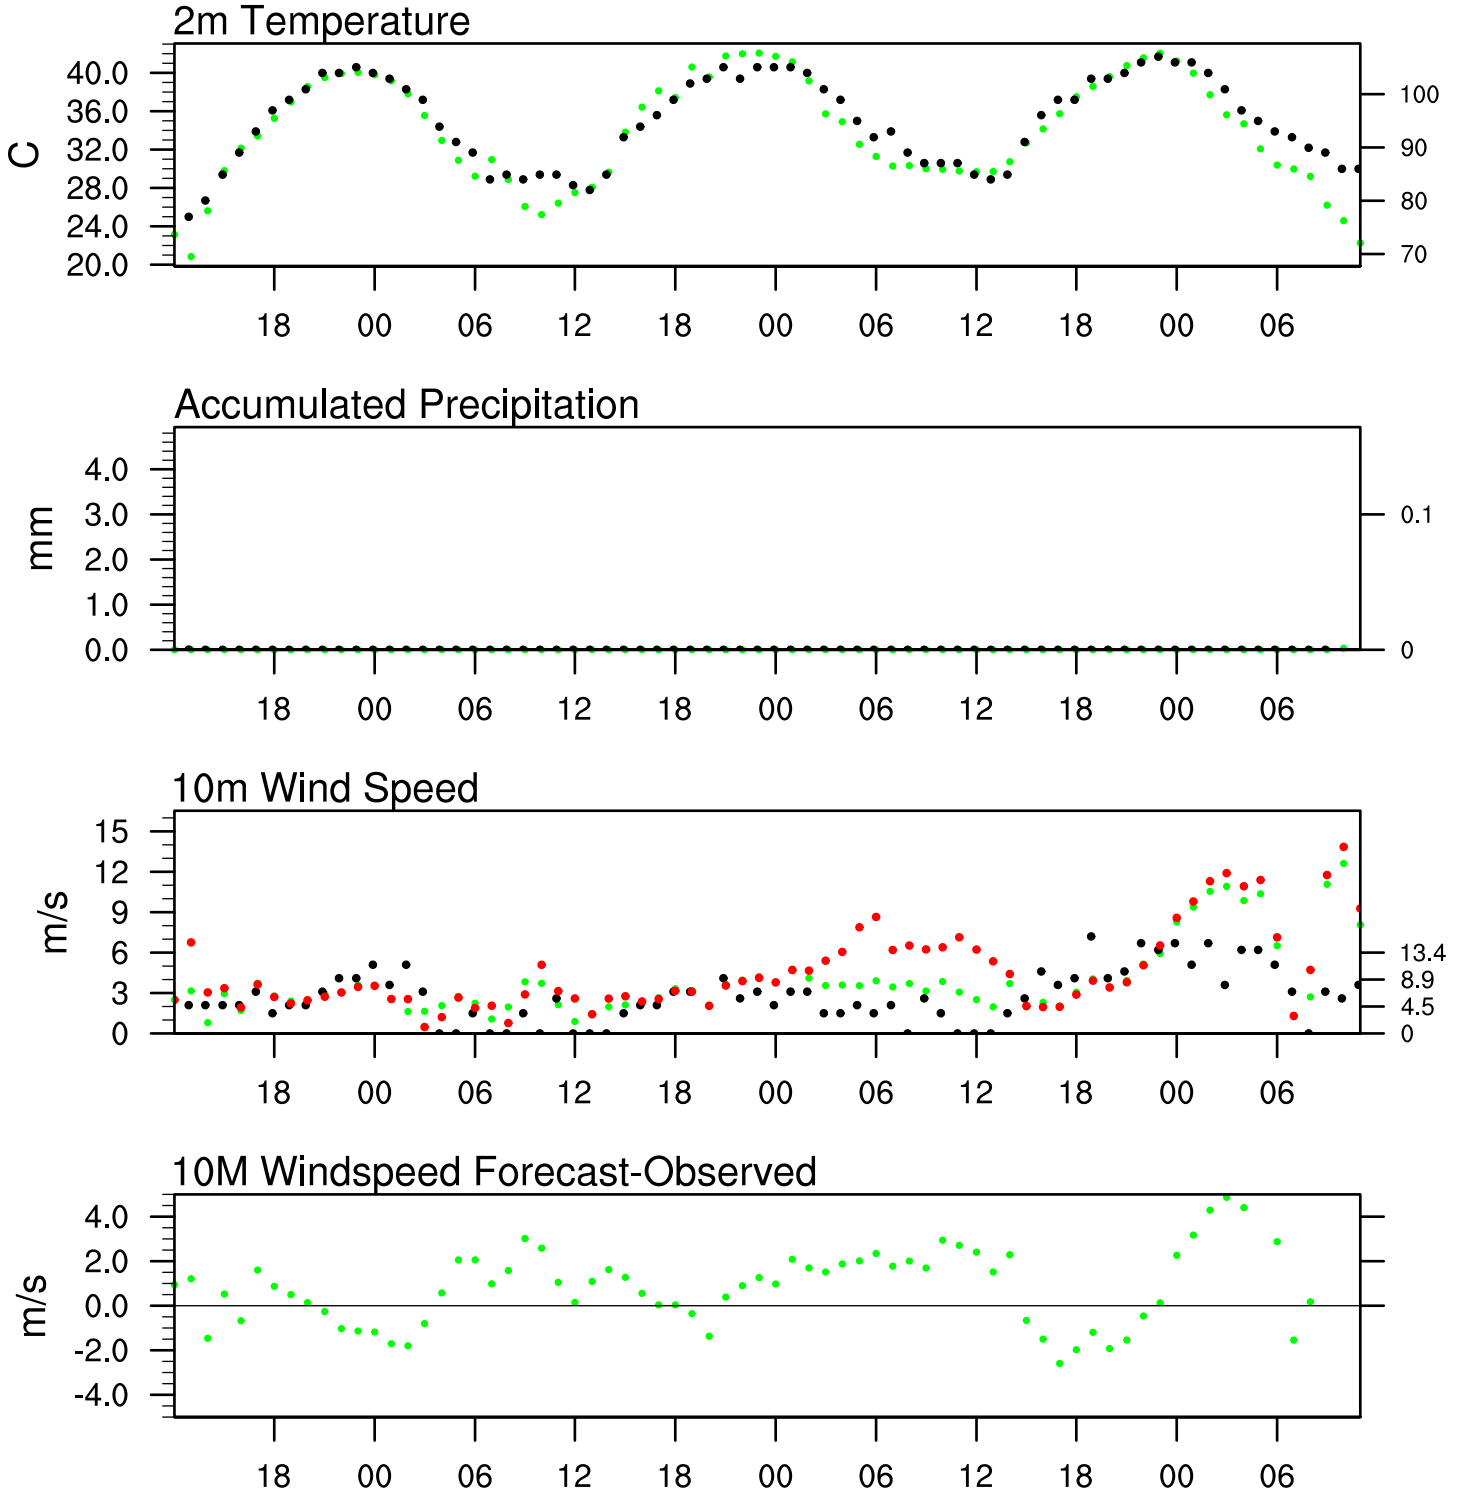 2m Temperature
C
40.0
36.0
32.0
28.0
24.0
20.0
100
90
80
70
18 00 06 12 18 00 06 12 18 00 06
Accumulated Precipitation
mm
4.0
3.0
2.0
1.0
0.0
0.1
0
18 00 06 12 18 00 06 12 18 00 06
10m Wind Speed
m/s
15
12
9
6
3
0
13.4
8.9
4.5
0
18 00 06 12 18 00 06 12 18 00 06
10M Windspeed Forecast-Observed
m/s
4.0
2.0
0.0
-2.0
-4.0
18 00 06 12 18 00 06 12 18 00 06